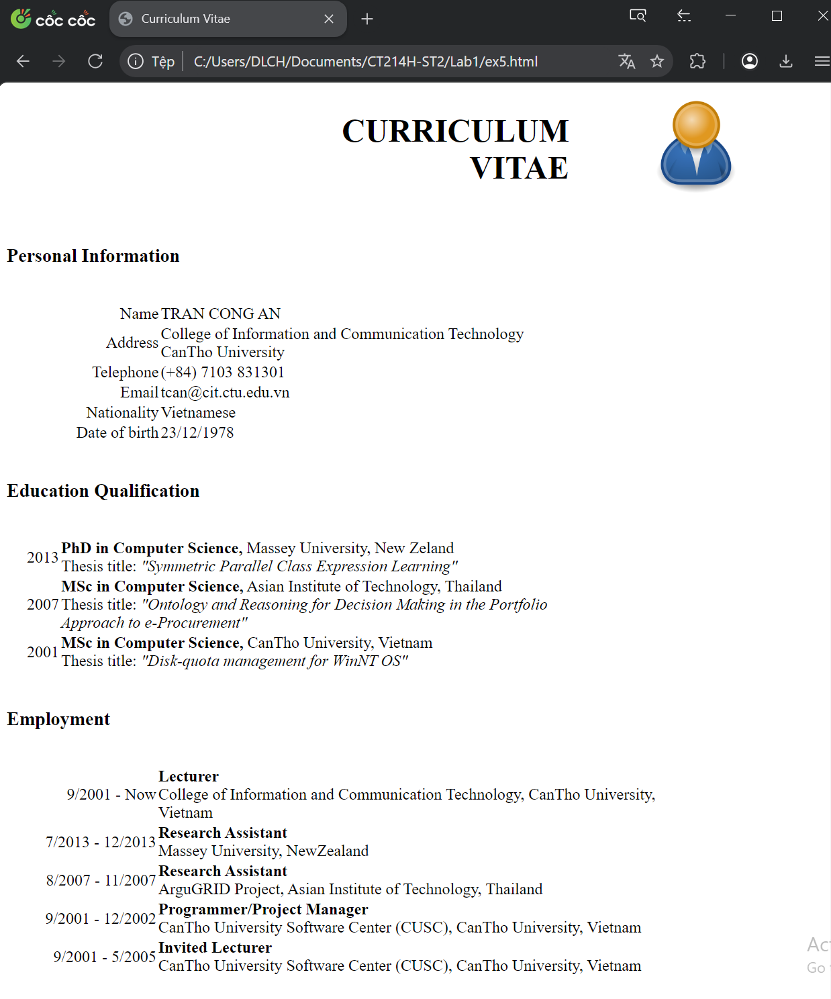 cốc cốc
Curriculum Vitae
Tệp
C:/Users/DLCH/Documents/CT214H-ST2/Lab1/ex5.html
CURRICULUM
VITAE
Personal Information
Name TRAN CONG AN
Address College of Information and Communication Technology
CanTho University
Telephone (+84) 7103 831301
Email tcan@cit.ctu.edu.vn
Nationality Vietnamese
Date of birth 23/12/1978
Education Qualification
2013 PhD in Computer Science, Massey University, New Zeland
Thesis title: "Symmetric Parallel Class Expression Learning"
MSc in Computer Science, Asian Institute of Technology, Thailand
2007 Thesis title: "Ontology and Reasoning for Decision Making in the Portfolio
Approach to e-Procurement"
2001 MSc in Computer Science, CanTho University, Vietnam
Thesis title: "Disk-quota management for WinNT OS"
Employment
Lecturer
9/2001 - Now College of Information and Communication Technology, CanTho University,
Vietnam
7/2013 - 12/2013 Research Assistant
Massey University, NewZealand
8/2007 - 11/2007 Research Assistant
ArguGRID Project, Asian Institute of Technology, Thailand
9/2001 - 12/2002 Programmer/Project Manager
CanTho University Software Center (CUSC), CanTho University, Vietnam
9/2001 - 5/2005 Invited Lecturer
CanTho University Software Center (CUSC), CanTho University, Vietnam
Go